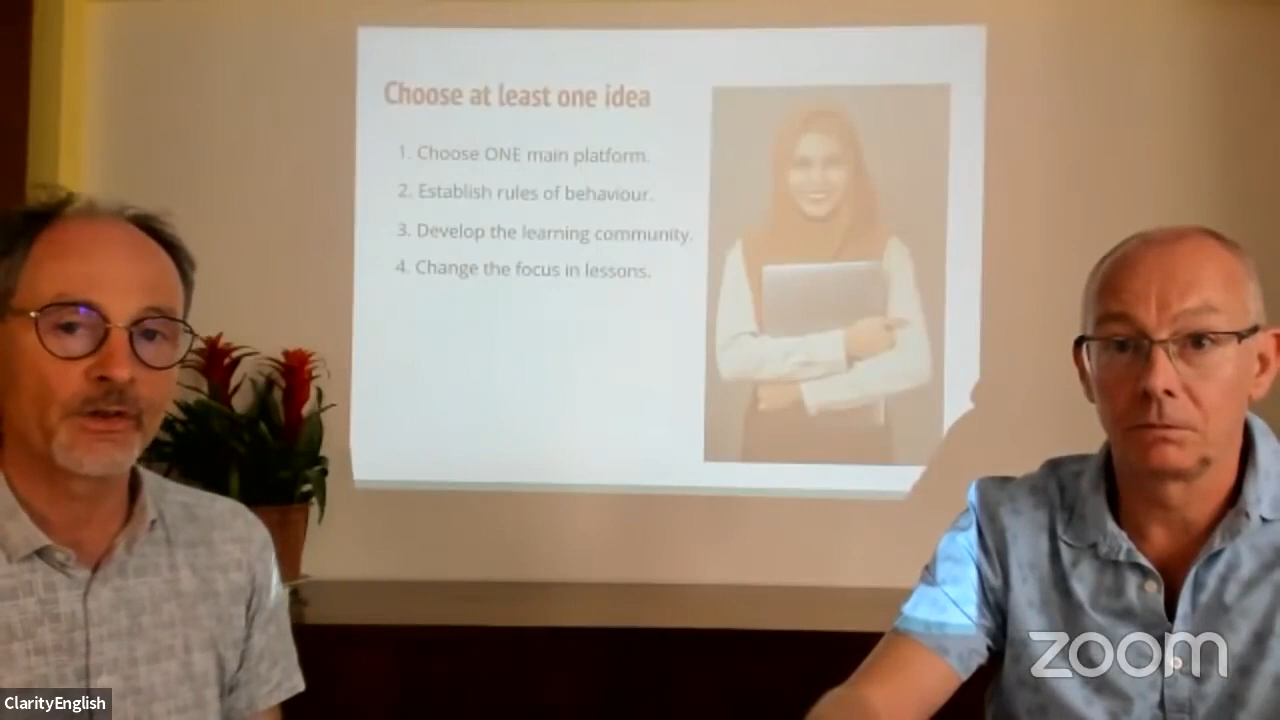 Choose at least one idea
1. Choose ONE main platform.
2. Establish rules of behaviour.
3. Develop the learning community.
4. Change the focus in lessons.
zoom
ClarityEnglish